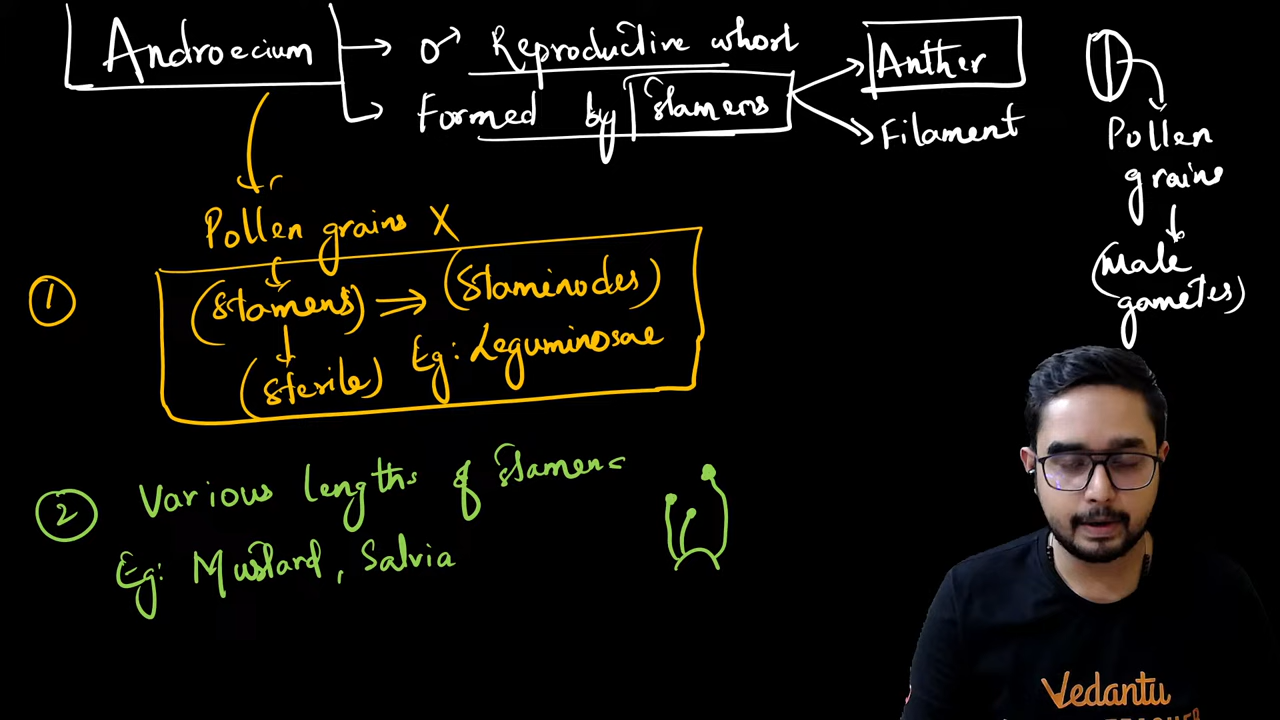 Androecium → ♂ Reproductive whorl
→ Formed by Stamens
Anther
Filament
Pollen
grains
(Male
gametes)
Pollen grains X
①
(Stamens) ⇒ (Staminodes)
(Sterile) Eg: Leguminosae
② Various lengths of Stamens
Eg: Mustard, Salvia
Vedantu